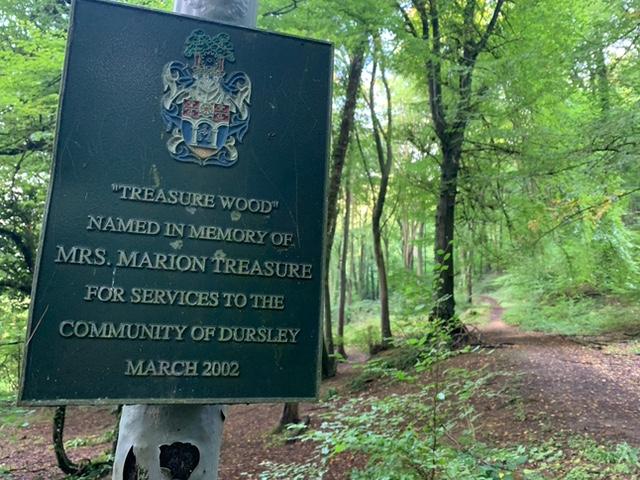 "TREASURE WOOD"
NAMED IN MEMORY OF
MRS. MARION TREASURE
FOR SERVICES TO THE
COMMUNITY OF DURSLEY
MARCH 2002